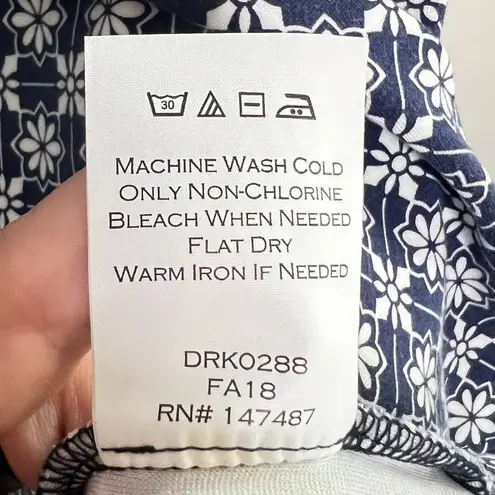 30
MACHINE WASH COLD
ONLY NON-CHLORINE
BLEACH WHEN NEEDED
FLAT DRY
WARM IRON IF NEEDED
DRK0288
FA18
RN# 147487